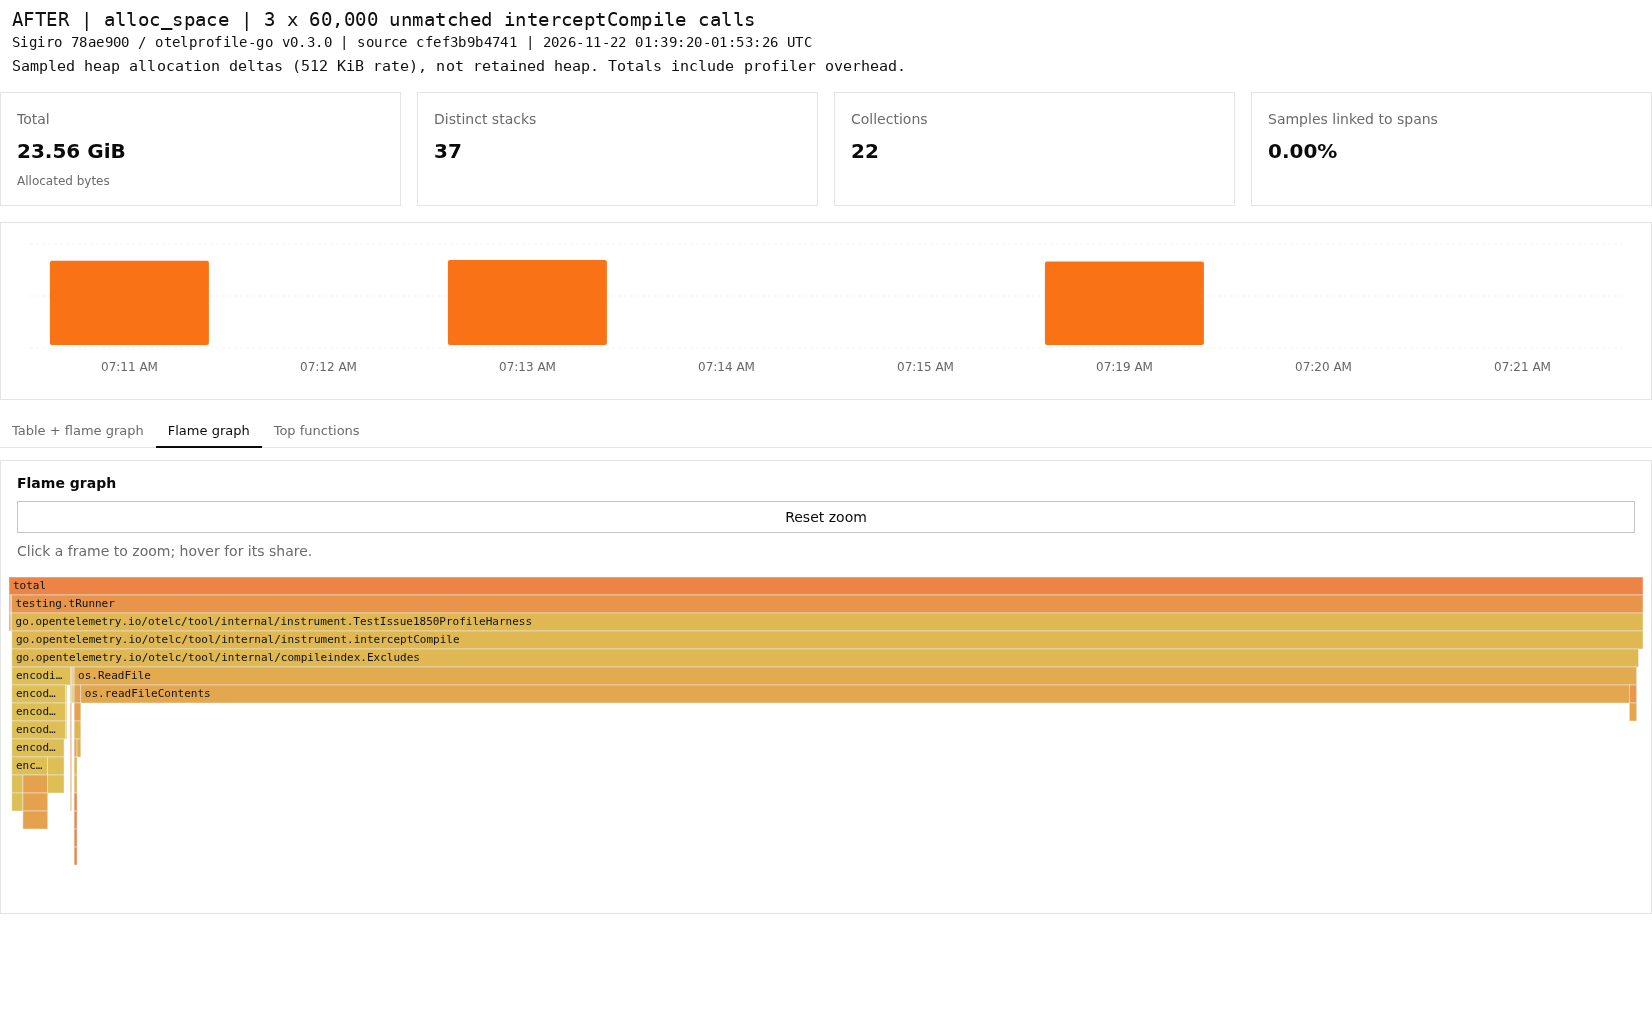 AFTER | alloc_space | 3 x 60,000 unmatched interceptCompile calls
Sigiro 78ae900 / otelprofile-go v0.3.0 | source cfef3b9b4741 | 2026-11-22 01:39:20-01:53:26 UTC
Sampled heap allocation deltas (512 KiB rate), not retained heap. Totals include profiler overhead.
Total
23.56 GiB
Allocated bytes
Distinct stacks
37
Collections
22
Samples linked to spans
0.00%
07:11 AM 07:12 AM 07:13 AM 07:14 AM 07:15 AM 07:19 AM 07:20 AM 07:21 AM
Table + flame graph Flame graph Top functions
Flame graph
Reset zoom
Click a frame to zoom; hover for its share.
total
testing.tRunner
go.opentelemetry.io/otelc/tool/internal/instrument.TestIssue1850ProfileHarness
go.opentelemetry.io/otelc/tool/internal/instrument.interceptCompile
go.opentelemetry.io/otelc/tool/internal/compileindex.Excludes
encodi… os.ReadFile
encod… os.readFileContents
encod…
encod…
encod…
enc…